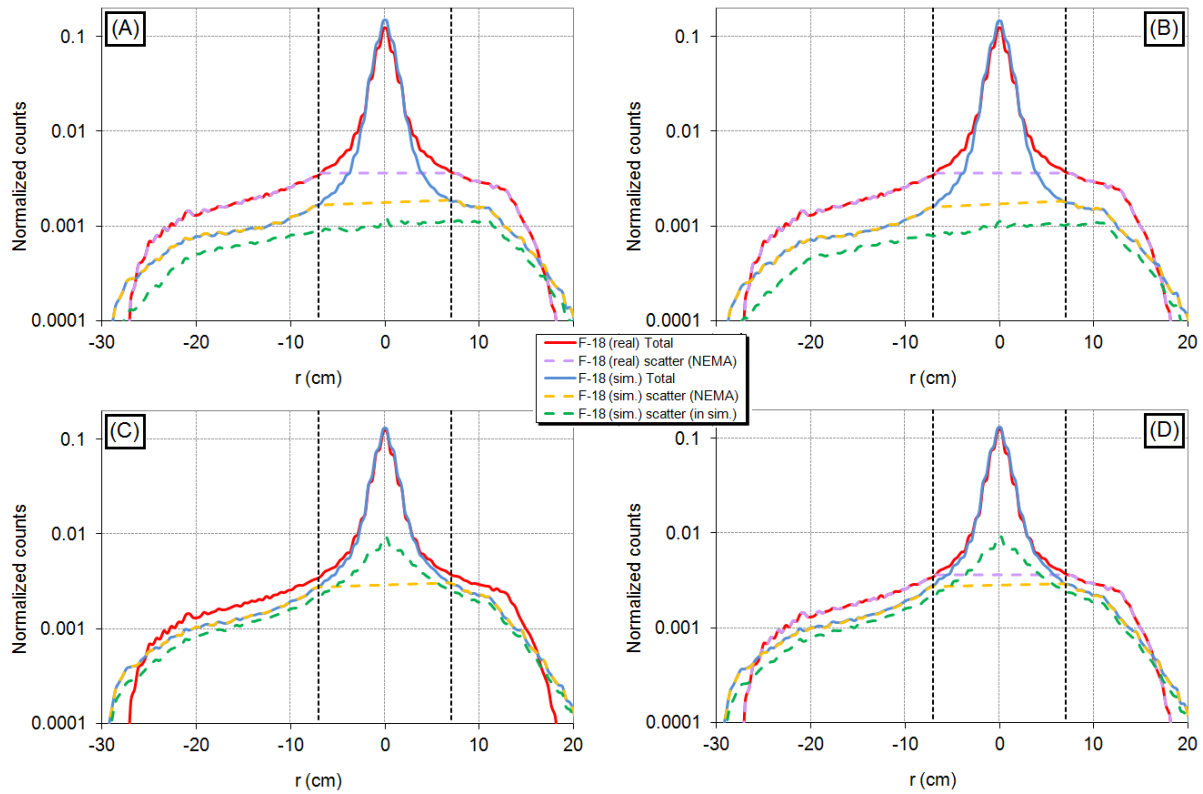 (A)
Normalized counts
0.1
0.01
0.001
0.0001
-30
-20
-10
0
10
20
r (cm)
(B)
Normalized counts
0.1
0.01
0.001
0.0001
-30
-20
-10
0
10
20
r (cm)
F-18 (real) Total
F-18 (real) scatter (NEMA)
F-18 (sim.) Total
F-18 (sim.) scatter (NEMA)
F-18 (sim.) scatter (in sim.)
(C)
Normalized counts
0.1
0.01
0.001
0.0001
-30
-20
-10
0
10
20
r (cm)
(D)
Normalized counts
0.1
0.01
0.001
0.0001
-30
-20
-10
0
10
20
r (cm)